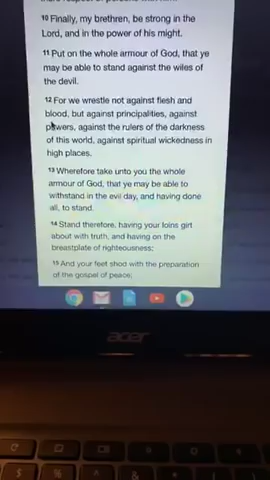 10 Finally, my brethren, be strong in the
Lord, and in the power of his might.
11 Put on the whole armour of God, that ye
may be able to stand against the wiles of
the devil.
12 For we wrestle not against flesh and
blood, but against principalities, against
powers, against the rulers of the darkness
of this world, against spiritual wickedness in
high places.
13 Wherefore take unto you the whole
armour of God, that ye may be able to
withstand in the evil day, and having done
all, to stand.
14 Stand therefore, having your loins girt
about with truth, and having on the
breastplate of righteousness;
15 And your feet shod with the preparation
of the gospel of peace;
acer
$ % ^ &